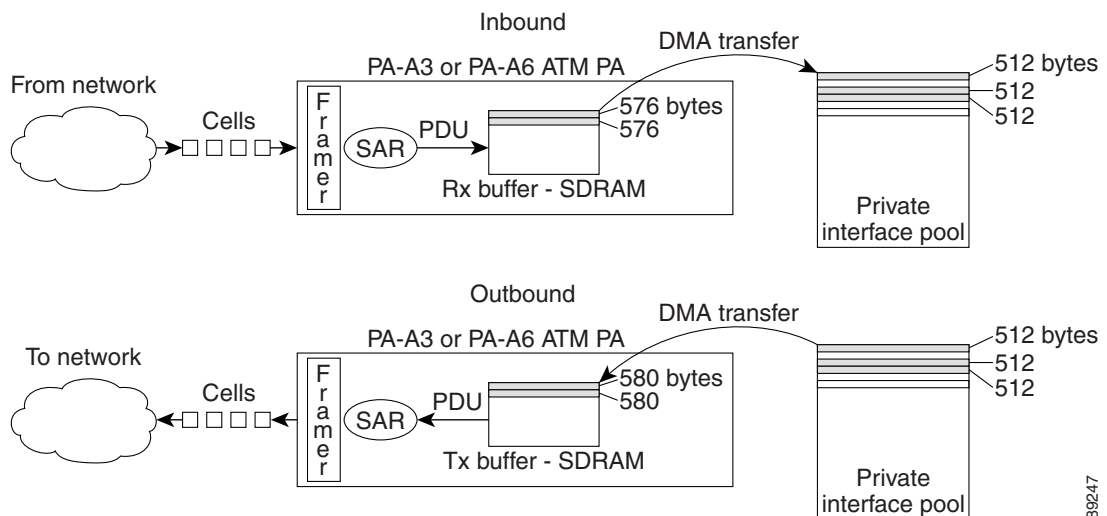 Inbound
DMA transfer
PA-A3 or PA-A6 ATM PA
From network
Cells
Framer
SAR
PDU
576 bytes
576
Rx buffer - SDRAM
512 bytes
512
512
Private
interface pool
Outbound
DMA transfer
PA-A3 or PA-A6 ATM PA
To network
Cells
Framer
SAR
PDU
580 bytes
580
Tx buffer - SDRAM
512 bytes
512
512
Private
interface pool